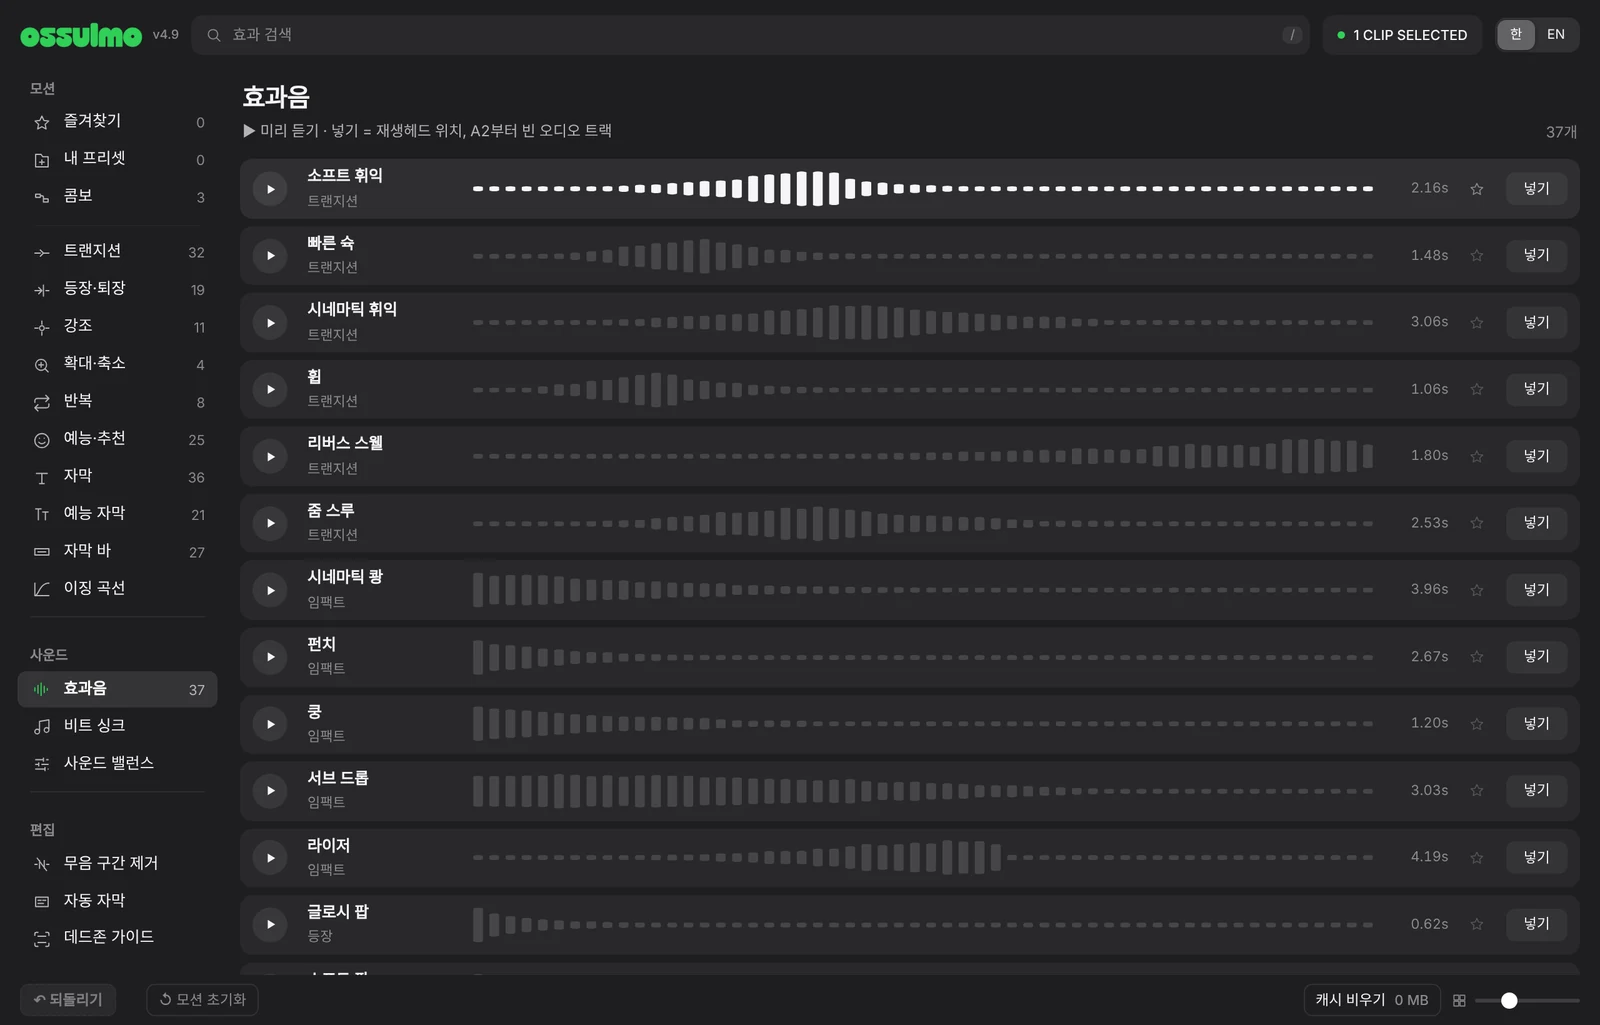 ossulmo v4.9
효과 검색 /
1 CLIP SELECTED
한 EN
모션
즐겨찾기 0
내 프리셋 0
콤보 3
트랜지션 32
등장·퇴장 19
강조 11
확대·축소 4
반복 8
예능·추천 25
자막 36
예능 자막 21
자막 바 27
이징 곡선
사운드
효과음 37
비트 싱크
사운드 밸런스
편집
무음 구간 제거
자동 자막
데드존 가이드
효과음
▶ 미리 듣기 · 넣기 = 재생헤드 위치, A2부터 빈 오디오 트랙 37개
소프트 휘익
트랜지션
2.16s 넣기
빠른 슉
트랜지션
1.48s 넣기
시네마틱 휘익
트랜지션
3.06s 넣기
휩
트랜지션
1.06s 넣기
리버스 스웰
트랜지션
1.80s 넣기
줌 스루
트랜지션
2.53s 넣기
시네마틱 쾅
임팩트
3.96s 넣기
펀치
임팩트
2.67s 넣기
쿵
임팩트
1.20s 넣기
서브 드롭
임팩트
3.03s 넣기
라이저
임팩트
4.19s 넣기
글로시 팝
등장
0.62s 넣기
↶ 되돌리기
모션 초기화
캐시 비우기 0 MB